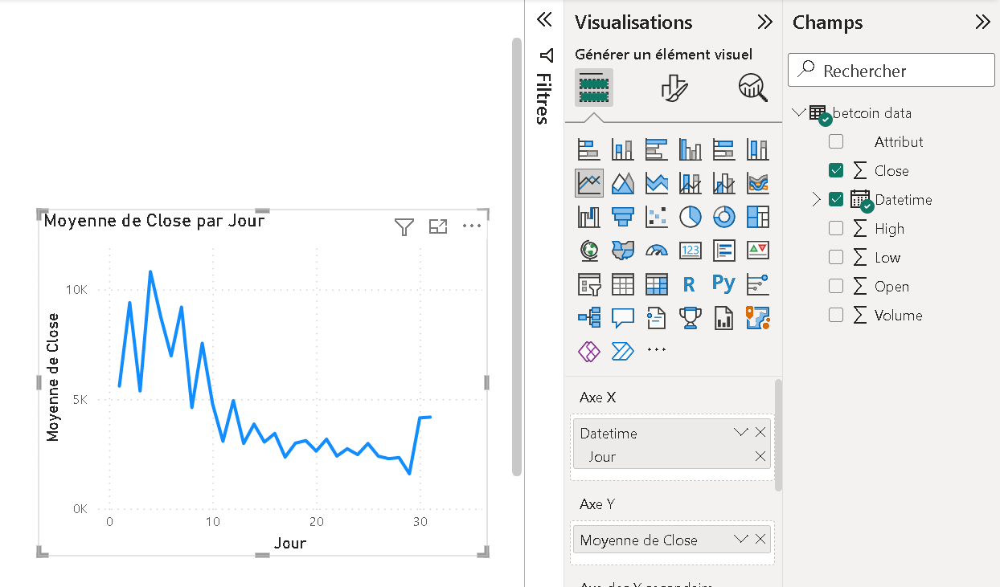 Moyenne de Close par Jour
10K
5K
0K
Moyenne de Close
0
10
20
30
Jour
Filtres
Visualisations
Générer un élément visuel
123
R
Py
Axe X
Datetime
Jour
Axe Y
Moyenne de Close
Champs
Rechercher
betcoin data
Attribut
Close
Datetime
High
Low
Open
Volume